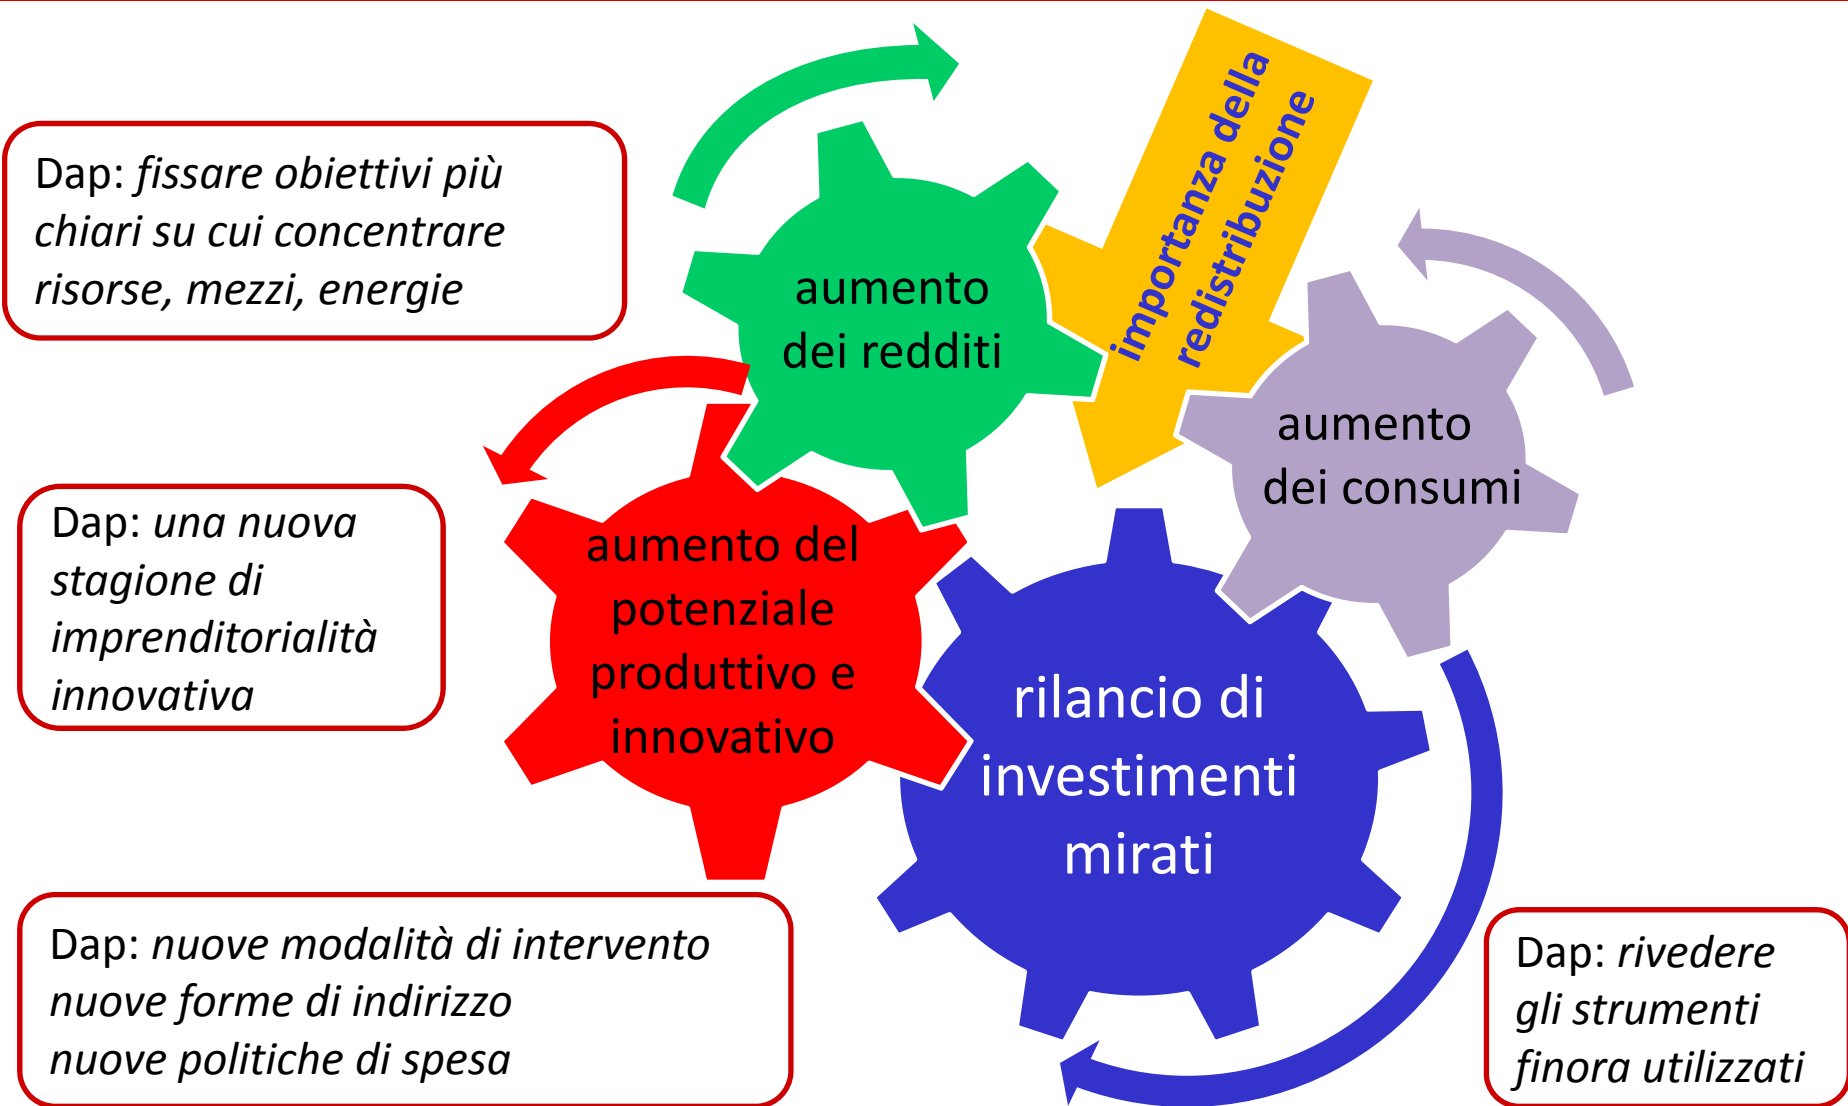 importanza della
redistribuzione
Dap: fissare obiettivi più
chiari su cui concentrare
risorse, mezzi, energie
aumento
dei redditi
aumento
dei consumi
Dap: una nuova
stagione di
imprenditorialità
innovativa
aumento del
potenziale
produttivo e
innovativo
rilancio di
investimenti
mirati
Dap: nuove modalità di intervento
nuove forme di indirizzo
nuove politiche di spesa
Dap: rivedere
gli strumenti
finora utilizzati